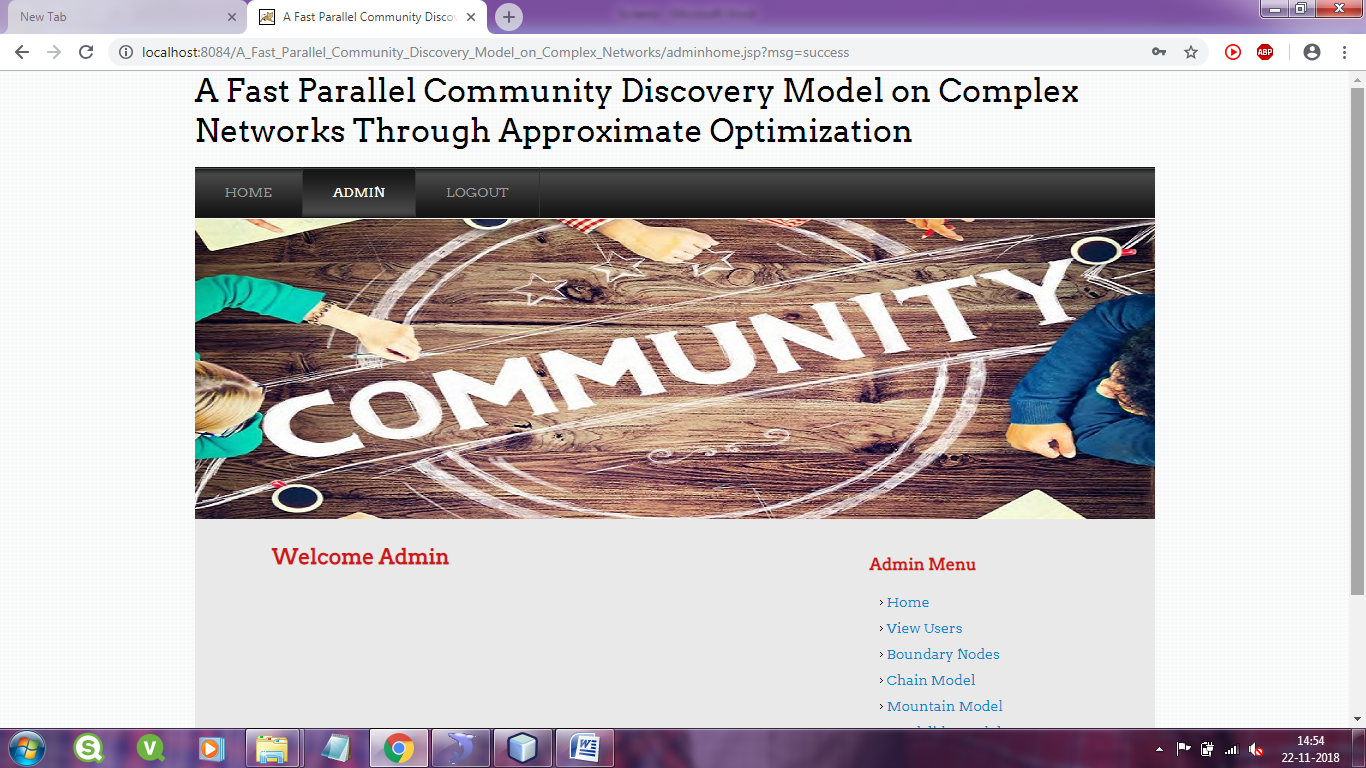 New Tab
A Fast Parallel Community Disco
localhost:8084/A_Fast_Parallel_Community_Discovery_Model_on_Complex_Networks/adminhome.jsp?msg=success
ABP
A Fast Parallel Community Discovery Model on Complex
Networks Through Approximate Optimization
HOME
ADMIN
LOGOUT
COMMUNITY
Welcome Admin
Admin Menu
Home
View Users
Boundary Nodes
Chain Model
Mountain Model
14:54
22-11-2018